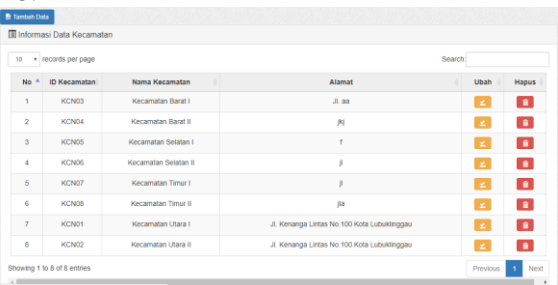 Tambah Data
Informasi Data Kecamatan
10 records per page Search:
No ID Kecamatan Nama Kecamatan Alamat Ubah Hapus
1 KCN03 Kecamatan Barat I Jl. aa
2 KCN04 Kecamatan Barat II jkj
3 KCN05 Kecamatan Selatan I f
4 KCN06 Kecamatan Selatan II jl
5 KCN07 Kecamatan Timur I jl
6 KCN08 Kecamatan Timur II jla
7 KCN01 Kecamatan Utara I Jl. Kenanga Lintas No.100 Kota Lubuklinggau
8 KCN02 Kecamatan Utara II Jl. Kenanga Lintas No.100 Kota Lubuklinggau
Showing 1 to 8 of 8 entries Previous 1 Next